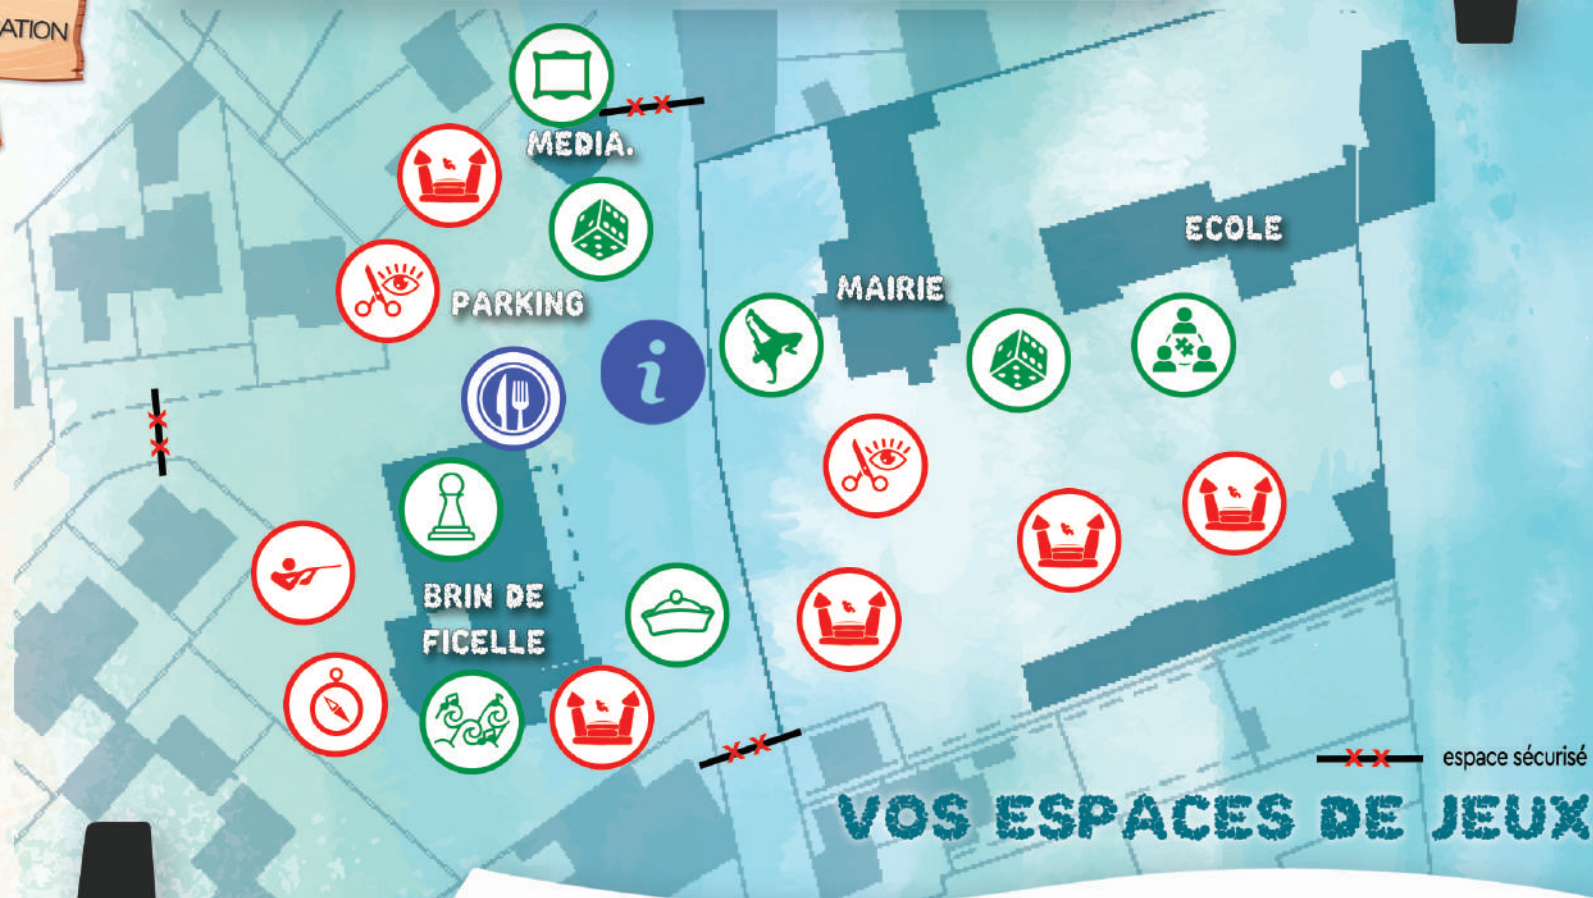 ATION
MEDIA.
ECOLE
MAIRIE
PARKING
i
BRIN DE
FICELLE
espace sécurisé
VOS ESPACES DE JEUX